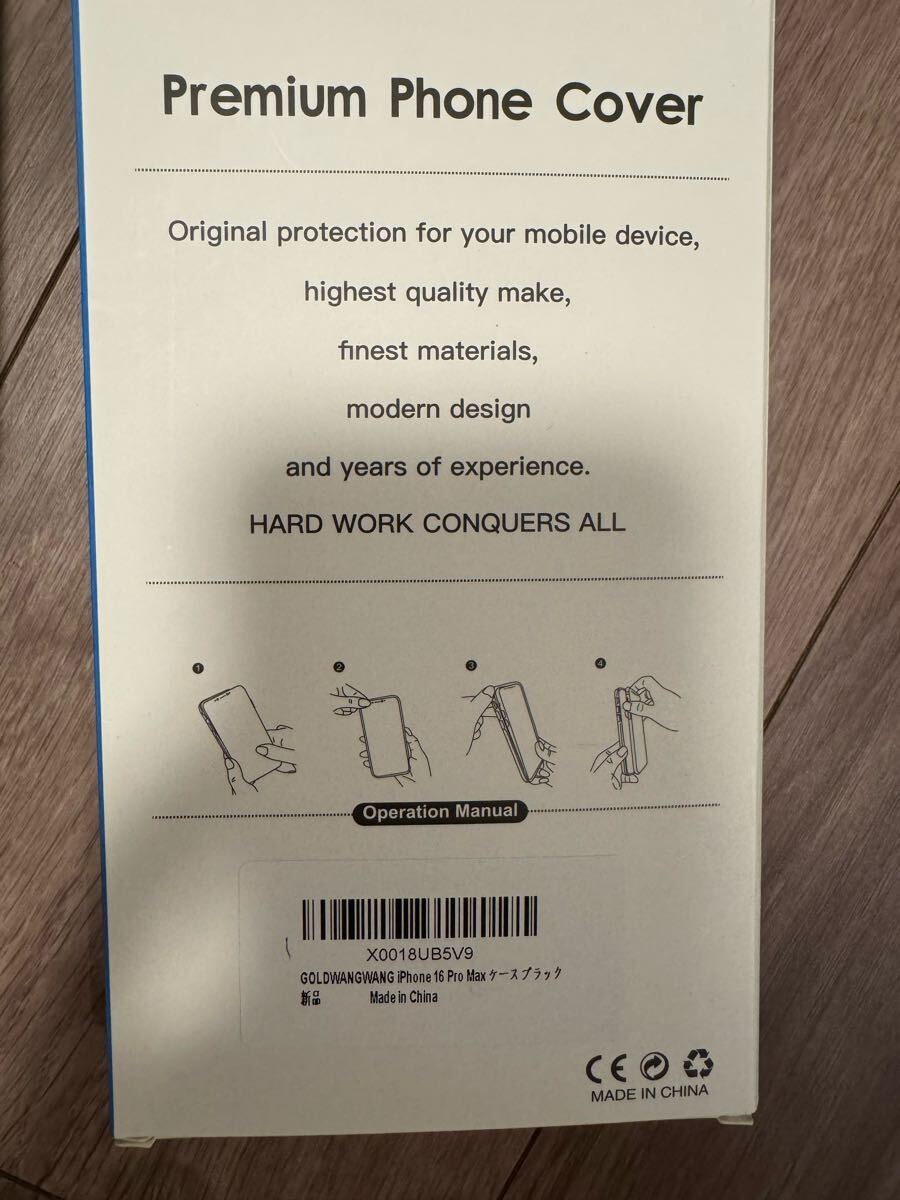 Premium Phone Cover
Original protection for your mobile device,
highest quality make,
finest materials,
modern design
and years of experience.
HARD WORK CONQUERS ALL
1 2 3 4
Operation Manual
X0018UB5V9
GOLDWANGWANG iPhone 16 Pro Max ケース ブラック
新品 Made in China
CE
MADE IN CHINA